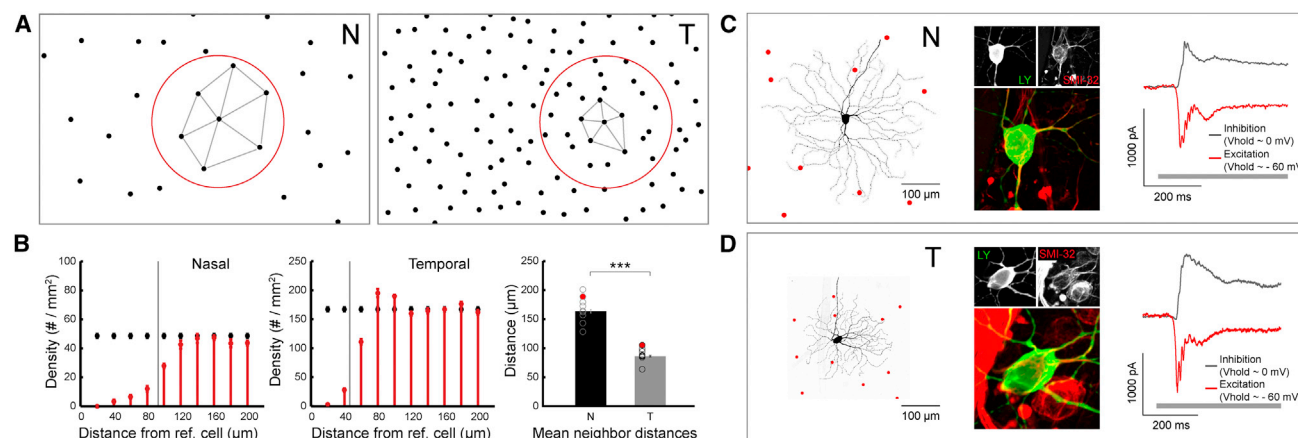 A
N
T
B
Nasal
Density (# / mm²)
100
80
60
40
20
0
40
80
120
160
200
Distance from ref. cell (µm)
Temporal
Density (# / mm²)
250
200
150
100
50
0
40
80
120
160
200
Distance from ref. cell (µm)
***
Distance (µm)
250
200
150
100
50
0
N
T
Mean neighbor distances
C
N
100 µm
LY
SMI-32
1000 pA
Inhibition
(Vhold ~ 0 mV)
Excitation
(Vhold ~ - 60 mV)
200 ms
D
T
100 µm
LY
SMI-32
1000 pA
Inhibition
(Vhold ~ 0 mV)
Excitation
(Vhold ~ - 60 mV)
200 ms